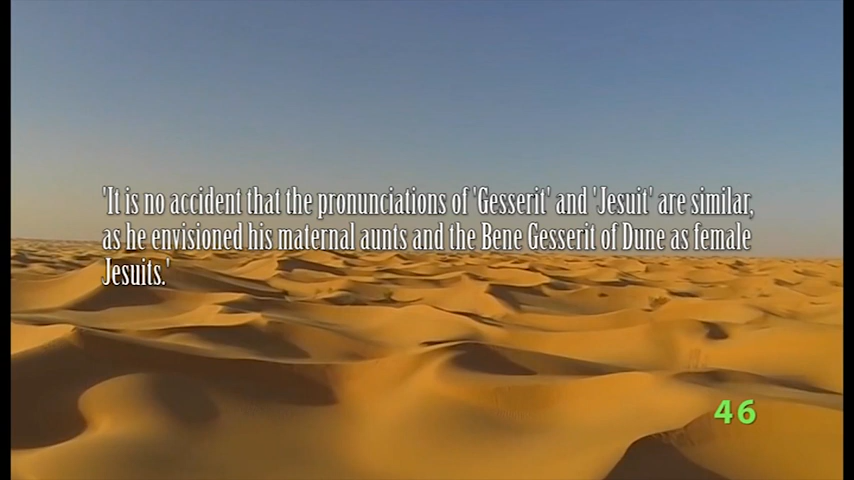 'It is no accident that the pronunciations of 'Gesserit' and 'Jesuit' are similar,
as he envisioned his maternal aunts and the Bene Gesserit of Dune as female
Jesuits.'
46